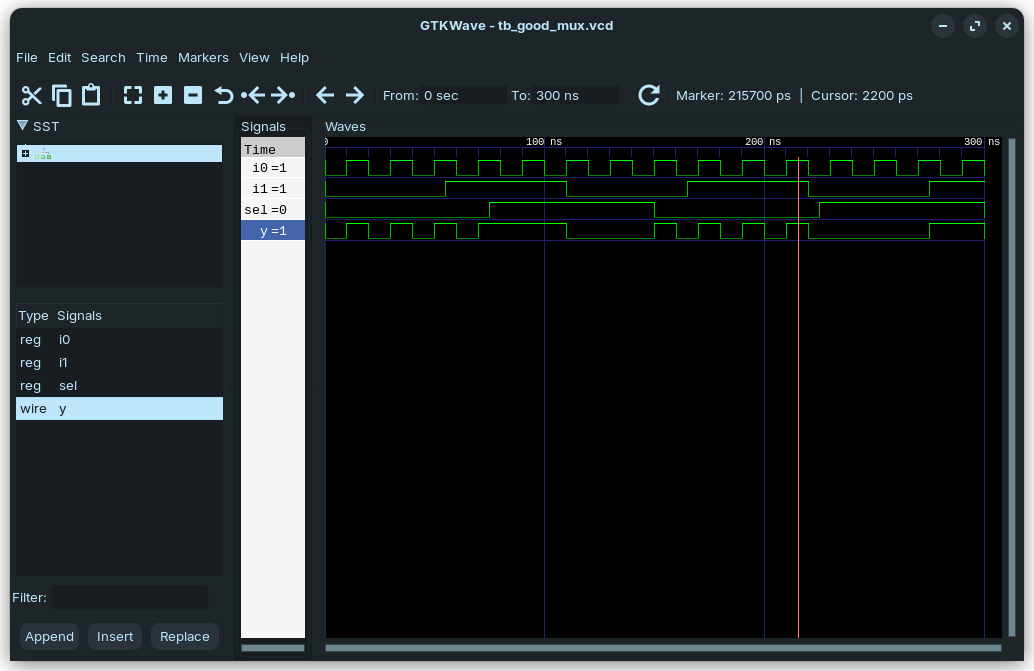 GTKWave - tb_good_mux.vcd
File Edit Search Time Markers View Help
From: 0 sec To: 300 ns Marker: 215700 ps | Cursor: 2200 ps
SST
Type Signals
reg i0
reg i1
reg sel
wire y
Filter:
Append Insert Replace
Signals
Time
i0 =1
i1 =1
sel =0
y =1
Waves
0 100 ns 200 ns 300 ns